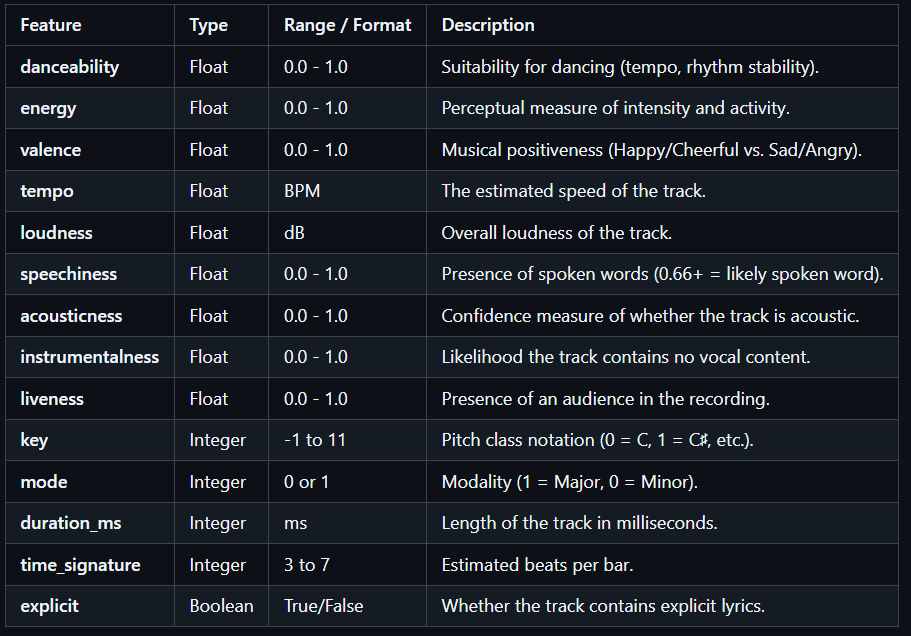 Feature Type Range / Format Description
danceability Float 0.0 - 1.0 Suitability for dancing (tempo, rhythm stability).
energy Float 0.0 - 1.0 Perceptual measure of intensity and activity.
valence Float 0.0 - 1.0 Musical positiveness (Happy/Cheerful vs. Sad/Angry).
tempo Float BPM The estimated speed of the track.
loudness Float dB Overall loudness of the track.
speechiness Float 0.0 - 1.0 Presence of spoken words (0.66+ = likely spoken word).
acousticness Float 0.0 - 1.0 Confidence measure of whether the track is acoustic.
instrumentalness Float 0.0 - 1.0 Likelihood the track contains no vocal content.
liveness Float 0.0 - 1.0 Presence of an audience in the recording.
key Integer -1 to 11 Pitch class notation (0 = C, 1 = C♯, etc.).
mode Integer 0 or 1 Modality (1 = Major, 0 = Minor).
duration_ms Integer ms Length of the track in milliseconds.
time_signature Integer 3 to 7 Estimated beats per bar.
explicit Boolean True/False Whether the track contains explicit lyrics.